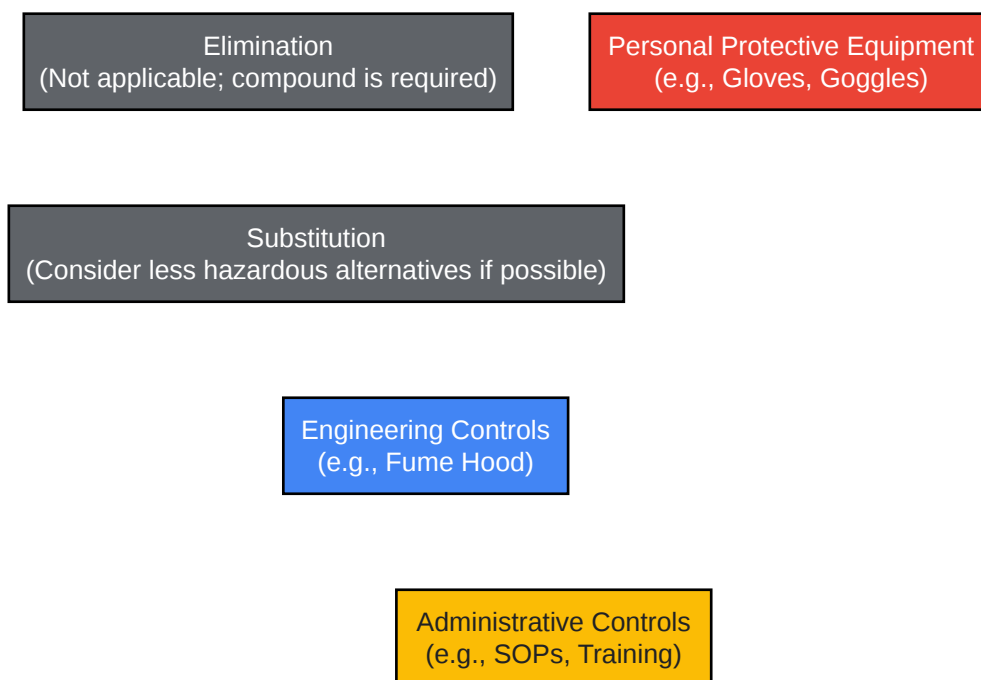 Elimination
(Not applicable; compound is required)
Personal Protective Equipment
(e.g., Gloves, Goggles)
Substitution
(Consider less hazardous alternatives if possible)
Engineering Controls
(e.g., Fume Hood)
Administrative Controls
(e.g., SOPs, Training)